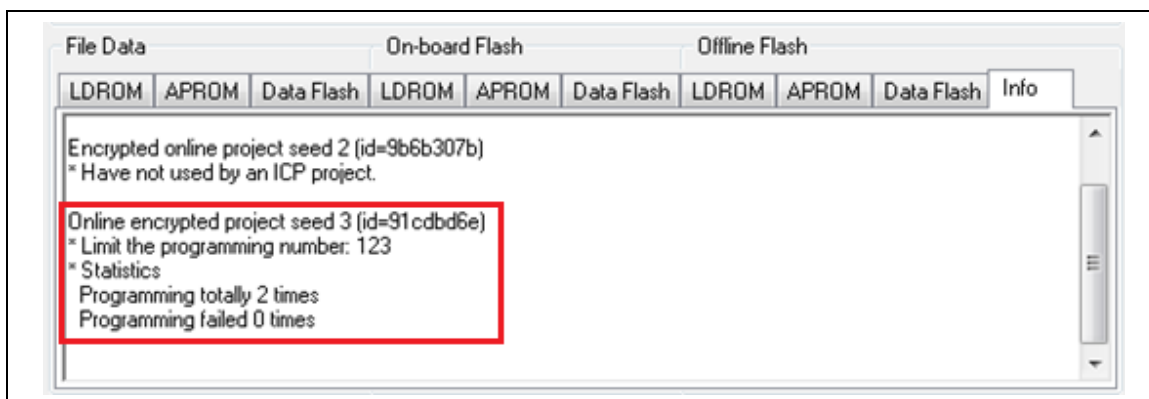 File Data On-board Flash Offline Flash
LDROM APROM Data Flash LDROM APROM Data Flash LDROM APROM Data Flash Info
Encrypted online project seed 2 (id=9b6b307b)
* Have not used by an ICP project.
Online encrypted project seed 3 (id=91cdbd6e)
* Limit the programming number: 123
* Statistics
Programming totally 2 times
Programming failed 0 times